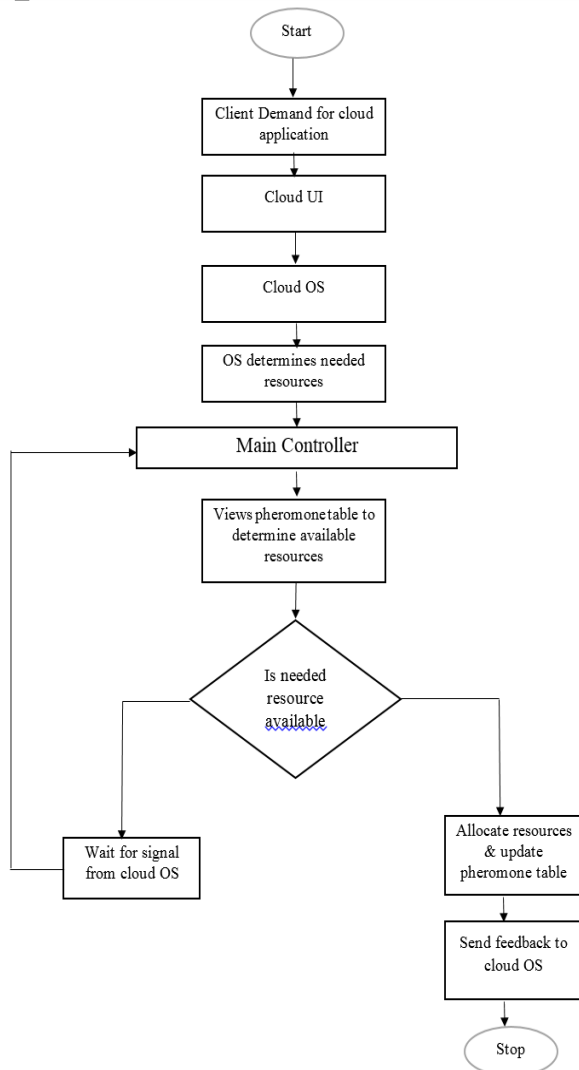 Start
Client Demand for cloud
application
Cloud UI
Cloud OS
OS determines needed
resources
Main Controller
Views pheromone table to
determine available
resources
Is needed
resource
available
Wait for signal
from cloud OS
Allocate resources
& update
pheromone table
Send feedback to
cloud OS
Stop